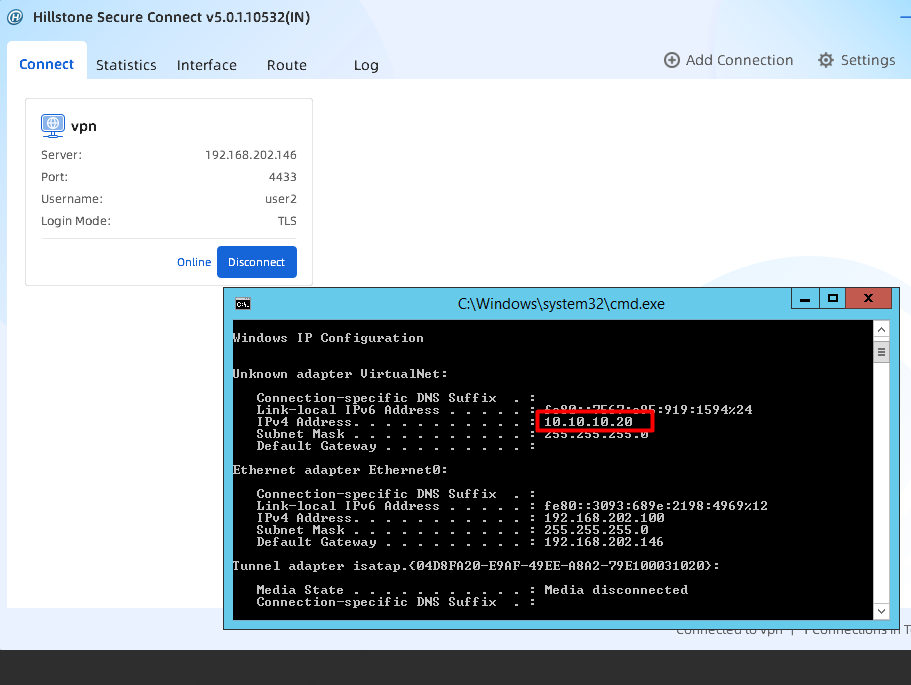 Hillstone Secure Connect v5.0.1.10532(IN)
Connect Statistics Interface Route Log Add Connection Settings
vpn
Server: 192.168.202.146
Port: 4433
Username: user2
Login Mode: TLS
Online Disconnect
C:\Windows\system32\cmd.exe
Windows IP Configuration
Unknown adapter VirtualNet:
Connection-specific DNS Suffix . :
Link-local IPv6 Address . . . . . :
IPv4 Address. . . . . . . . . . . : 10.10.10.20
Subnet Mask . . . . . . . . . . . : 255.255.255.0
Default Gateway . . . . . . . . . :
Ethernet adapter Ethernet0:
Connection-specific DNS Suffix . :
Link-local IPv6 Address . . . . . : fe80::3093:689e:2198:4969%12
IPv4 Address. . . . . . . . . . . : 192.168.202.100
Subnet Mask . . . . . . . . . . . : 255.255.255.0
Default Gateway . . . . . . . . . : 192.168.202.146
Tunnel adapter isatap.{04D8FA20-E9AF-49EE-A8A2-79E100031020}:
Media State . . . . . . . . . . . : Media disconnected
Connection-specific DNS Suffix . :
Connected to vpn | 1 Connections in